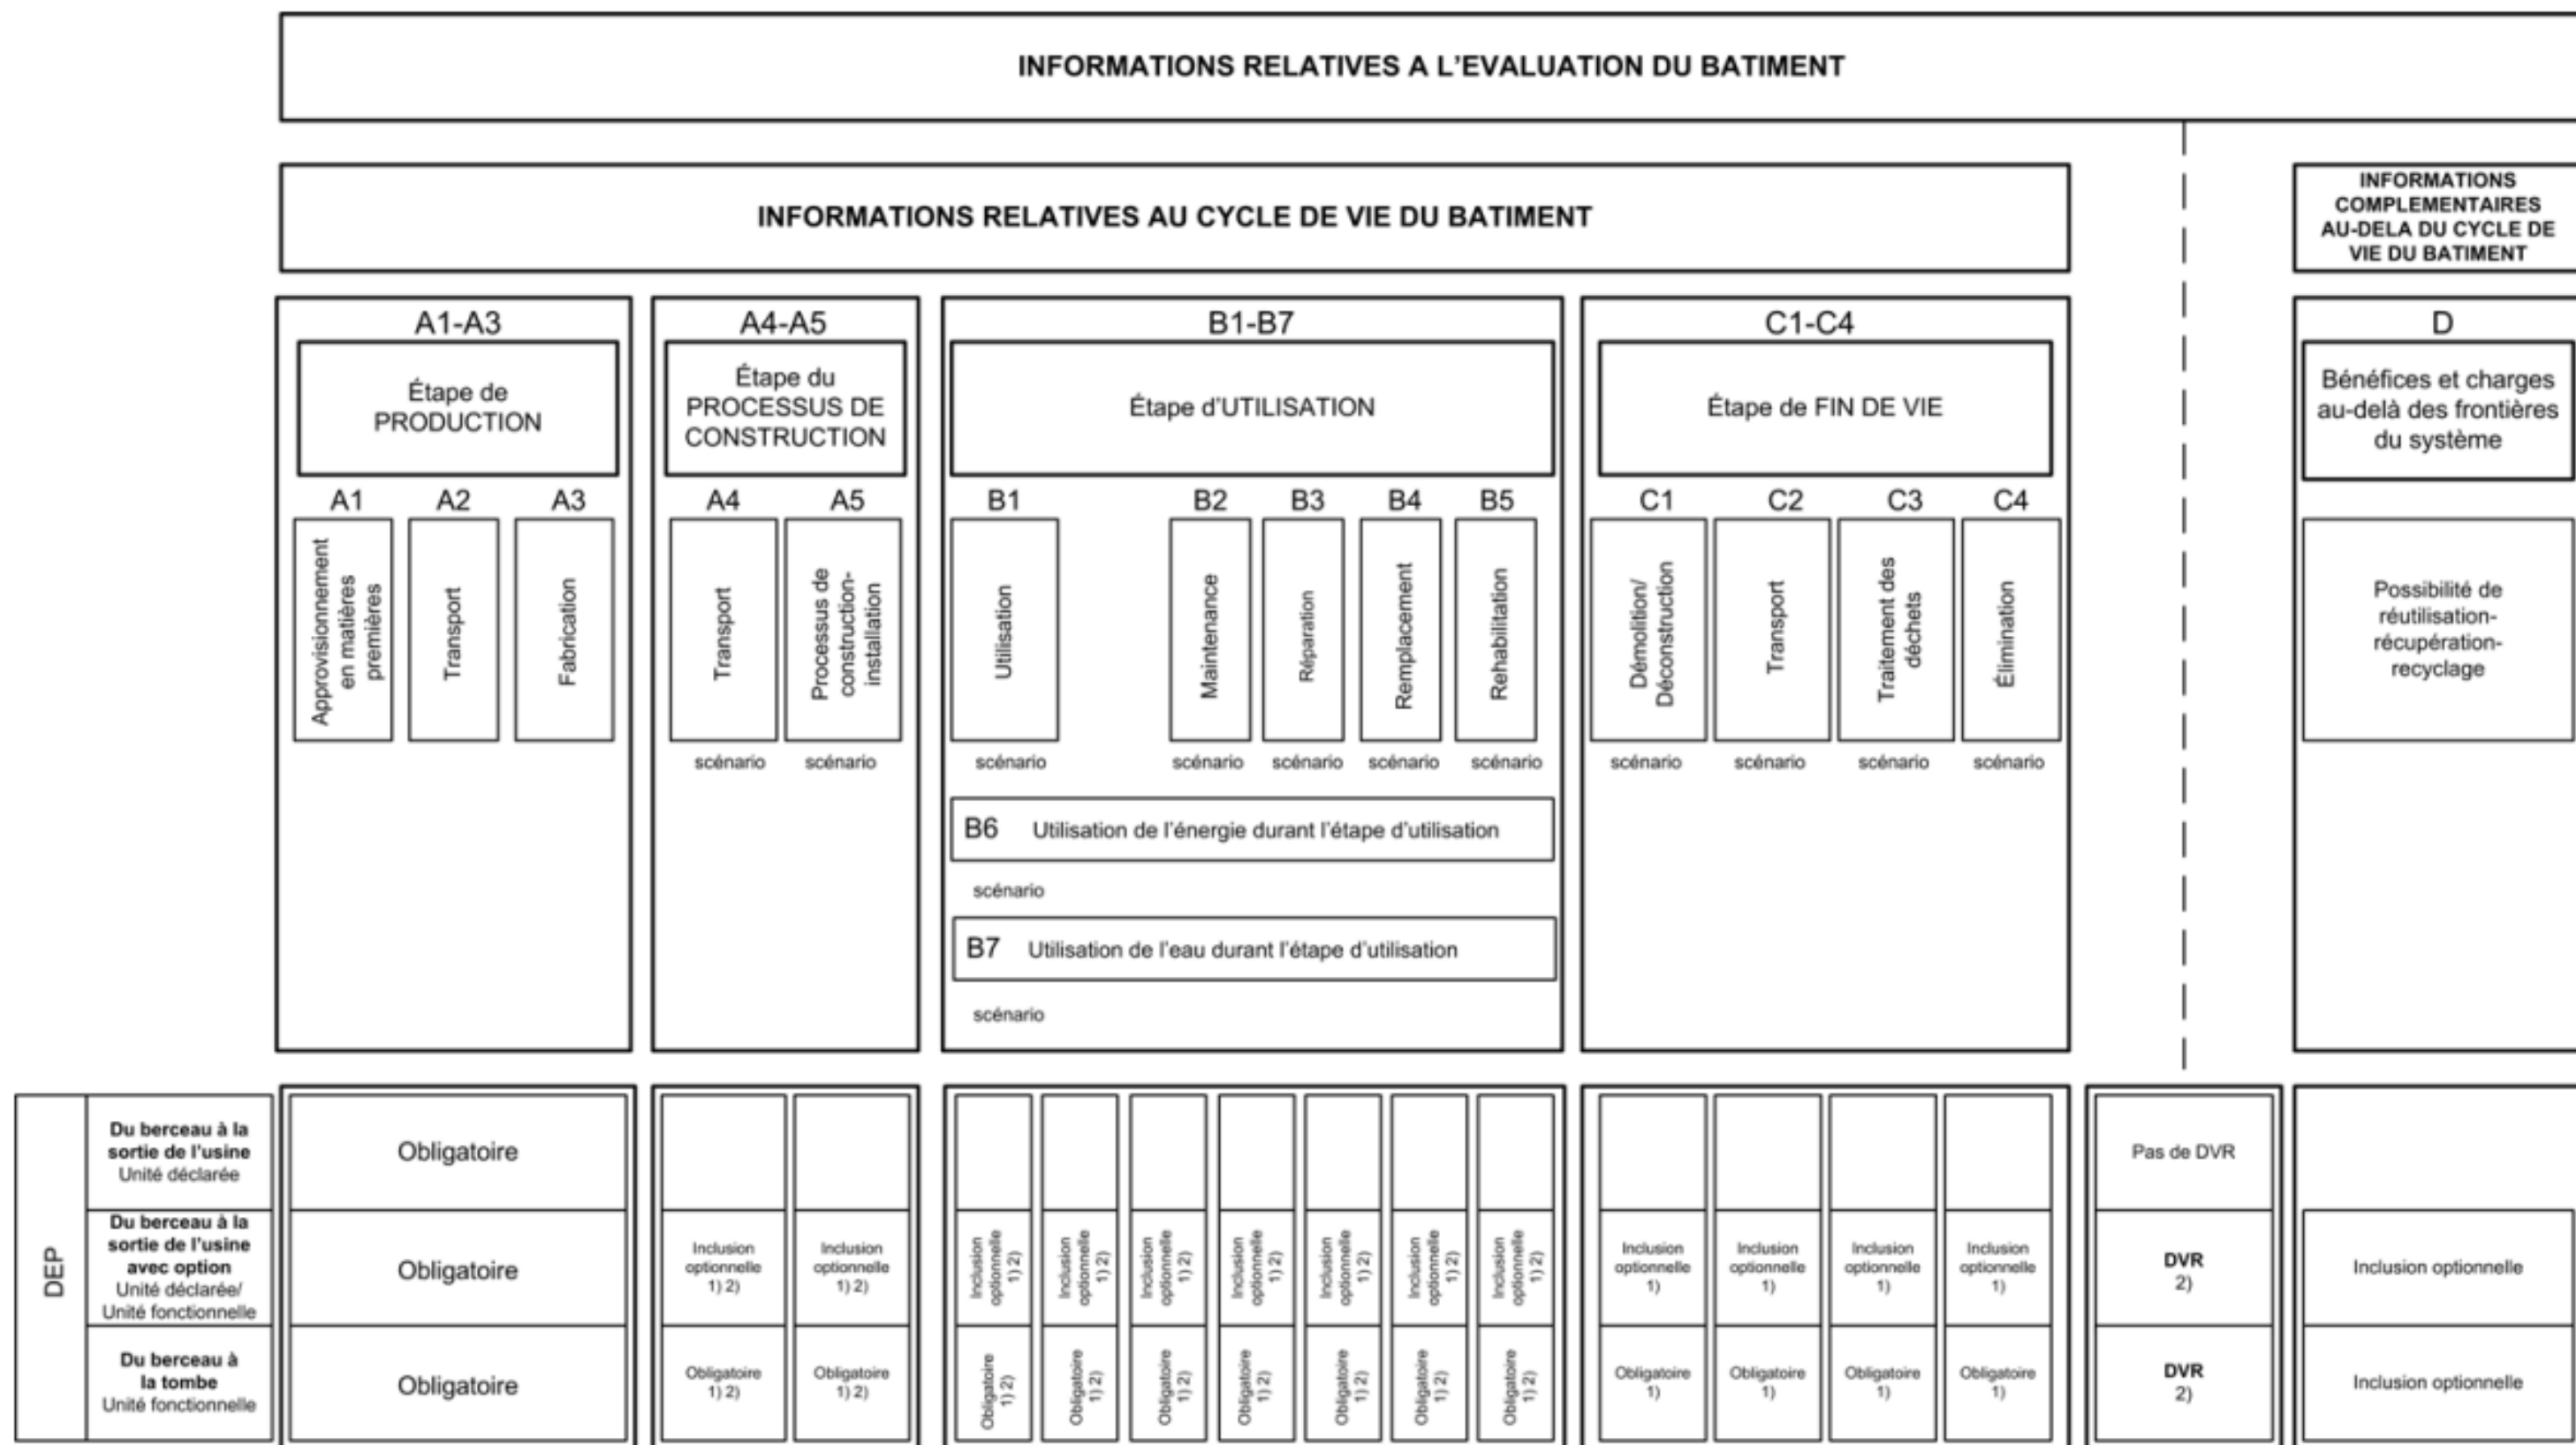 INFORMATIONS RELATIVES A L'EVALUATION DU BATIMENT
INFORMATIONS RELATIVES AU CYCLE DE VIE DU BATIMENT
INFORMATIONS
COMPLEMENTAIRES
AU-DELA DU CYCLE DE
VIE DU BATIMENT
A1-A3
Étape de
PRODUCTION
A1
A2
A3
Approvisionnement
en matières
premières
Transport
Fabrication
A4-A5
Étape du
PROCESSUS DE
CONSTRUCTION
A4
A5
Transport
Processus de
construction-
installation
scénario
scénario
B1-B7
Étape d'UTILISATION
B1
B2
B3
B4
B5
Utilisation
Maintenance
Réparation
Remplacement
Rehabilitation
scénario
scénario
scénario
scénario
scénario
B6 Utilisation de l'énergie durant l'étape d'utilisation
scénario
B7 Utilisation de l'eau durant l'étape d'utilisation
scénario
C1-C4
Étape de FIN DE VIE
C1
C2
C3
C4
Démolition/
Déconstruction
Transport
Traitement des
déchets
Élimination
scénario
scénario
scénario
scénario
D
Bénéfices et charges
au-delà des frontières
du système
Possibilité de
réutilisation-
récupération-
recyclage
DEP
Du berceau à la
sortie de l'usine
Unité déclarée
Obligatoire
Pas de DVR
Du berceau à la
sortie de l'usine
avec option
Unité déclarée/
Unité fonctionnelle
Obligatoire
Inclusion
optionnelle
1) 2)
Inclusion
optionnelle
1) 2)
Inclusion
optionnelle
1) 2)
Inclusion
optionnelle
1) 2)
Inclusion
optionnelle
1) 2)
Inclusion
optionnelle
1) 2)
Inclusion
optionnelle
1) 2)
Inclusion
optionnelle
1) 2)
Inclusion
optionnelle
1) 2)
Inclusion
optionnelle
1)
Inclusion
optionnelle
1)
Inclusion
optionnelle
1)
Inclusion
optionnelle
1)
DVR
2)
Inclusion optionnelle
Du berceau à
la tombe
Unité fonctionnelle
Obligatoire
Obligatoire
1) 2)
Obligatoire
1) 2)
Obligatoire
1) 2)
Obligatoire
1) 2)
Obligatoire
1) 2)
Obligatoire
1) 2)
Obligatoire
1) 2)
Obligatoire
1) 2)
Obligatoire
1) 2)
Obligatoire
1)
Obligatoire
1)
Obligatoire
1)
Obligatoire
1)
DVR
2)
Inclusion optionnelle